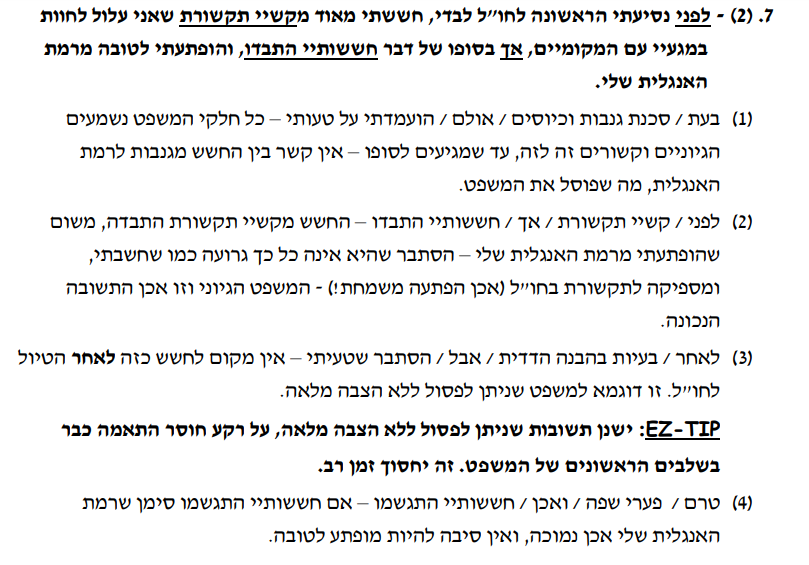 7. (2) - לפני נסיעתי הראשונה לחו״ל לבדי, חששתי מאוד מקשיי תקשורת שאני עלול לחוות
במגעיי עם המקומיים, אך בסופו של דבר חששותיי התבדו, והופתעתי לטובה מרמת
האנגלית שלי.
(1) בעת / סכנת גנבות וכיוסים / אולם / הועמדתי על טעותי – כל חלקי המשפט נשמעים
הגיוניים וקשורים זה לזה, עד שמגיעים לסופו – אין קשר בין החשש מגנבות לרמת
האנגלית, מה שפוסל את המשפט.
(2) לפני / קשיי תקשורת / אך / חששותיי התבדו – החשש מקשיי תקשורת התבדה, משום
שהופתעתי מרמת האנגלית שלי – הסתבר שהיא אינה כל כך גרועה כמו שחשבתי,
ומספיקה לתקשורת בחו״ל (אכן הפתעה משמחת!) - המשפט הגיוני וזו אכן התשובה
הנכונה.
(3) לאחר / בעיות בהבנה הדדית / אבל / הסתבר שטעיתי – אין מקום לחשש כזה לאחר הטיול
לחו״ל. זו דוגמא למשפט שניתן לפסול ללא הצבה מלאה.
EZ-TIP: ישנן תשובות שניתן לפסול ללא הצבה מלאה, על רקע חוסר התאמה כבר
בשלבים הראשונים של המשפט. זה יחסוך זמן רב.
(4) טרם / פערי שפה / ואכן / חששותיי התגשמו – אם חששותיי התגשמו סימן שרמת
האנגלית שלי אכן נמוכה, ואין סיבה להיות מופתע לטובה.